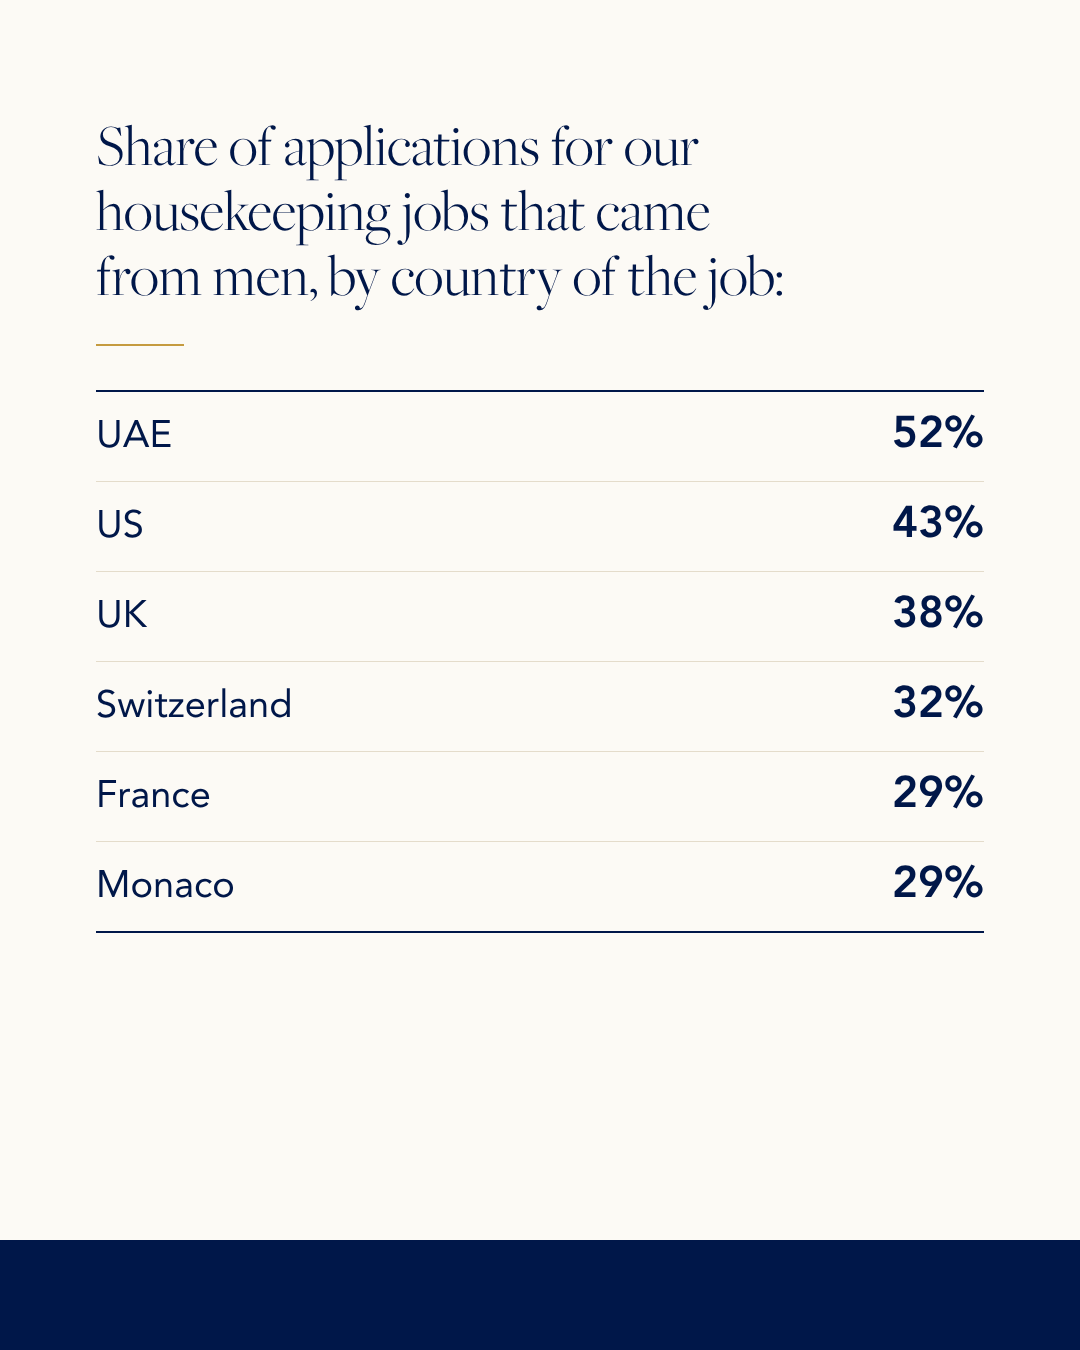 Share of applications for our
housekeeping jobs that came
from men, by country of the job:
UAE 52%
US 43%
UK 38%
Switzerland 32%
France 29%
Monaco 29%